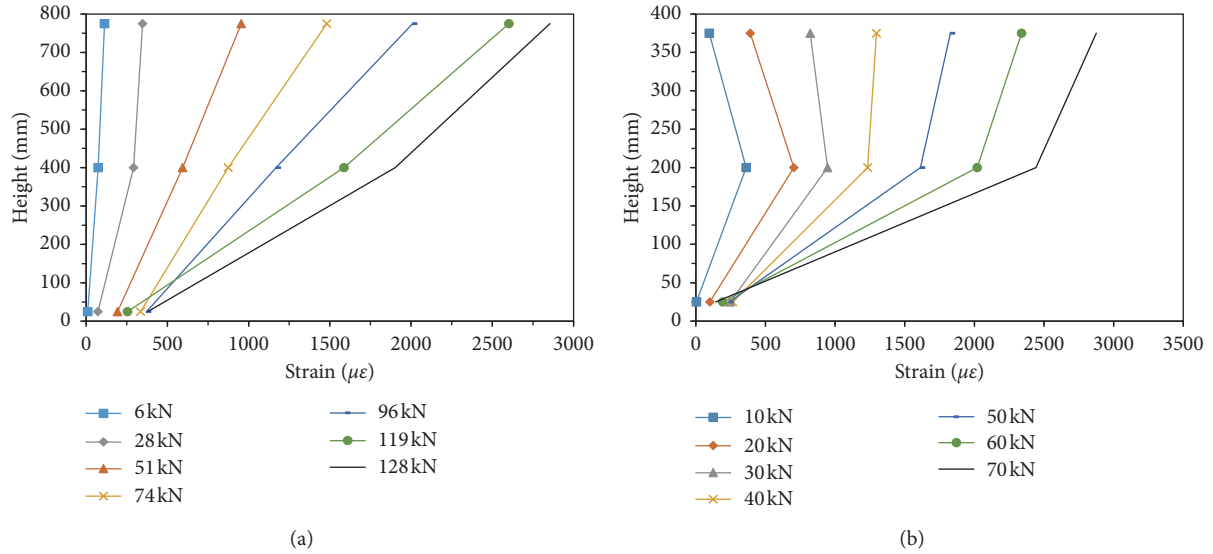 800
700
600
500
400
300
200
100
0
Height (mm)
0 500 1000 1500 2000 2500 3000
Strain (με)
6 kN
28 kN
51 kN
74 kN
96 kN
119 kN
128 kN
(a)
400
350
300
250
200
150
100
50
0
Height (mm)
0 500 1000 1500 2000 2500 3000 3500
Strain (με)
10 kN
20 kN
30 kN
40 kN
50 kN
60 kN
70 kN
(b)